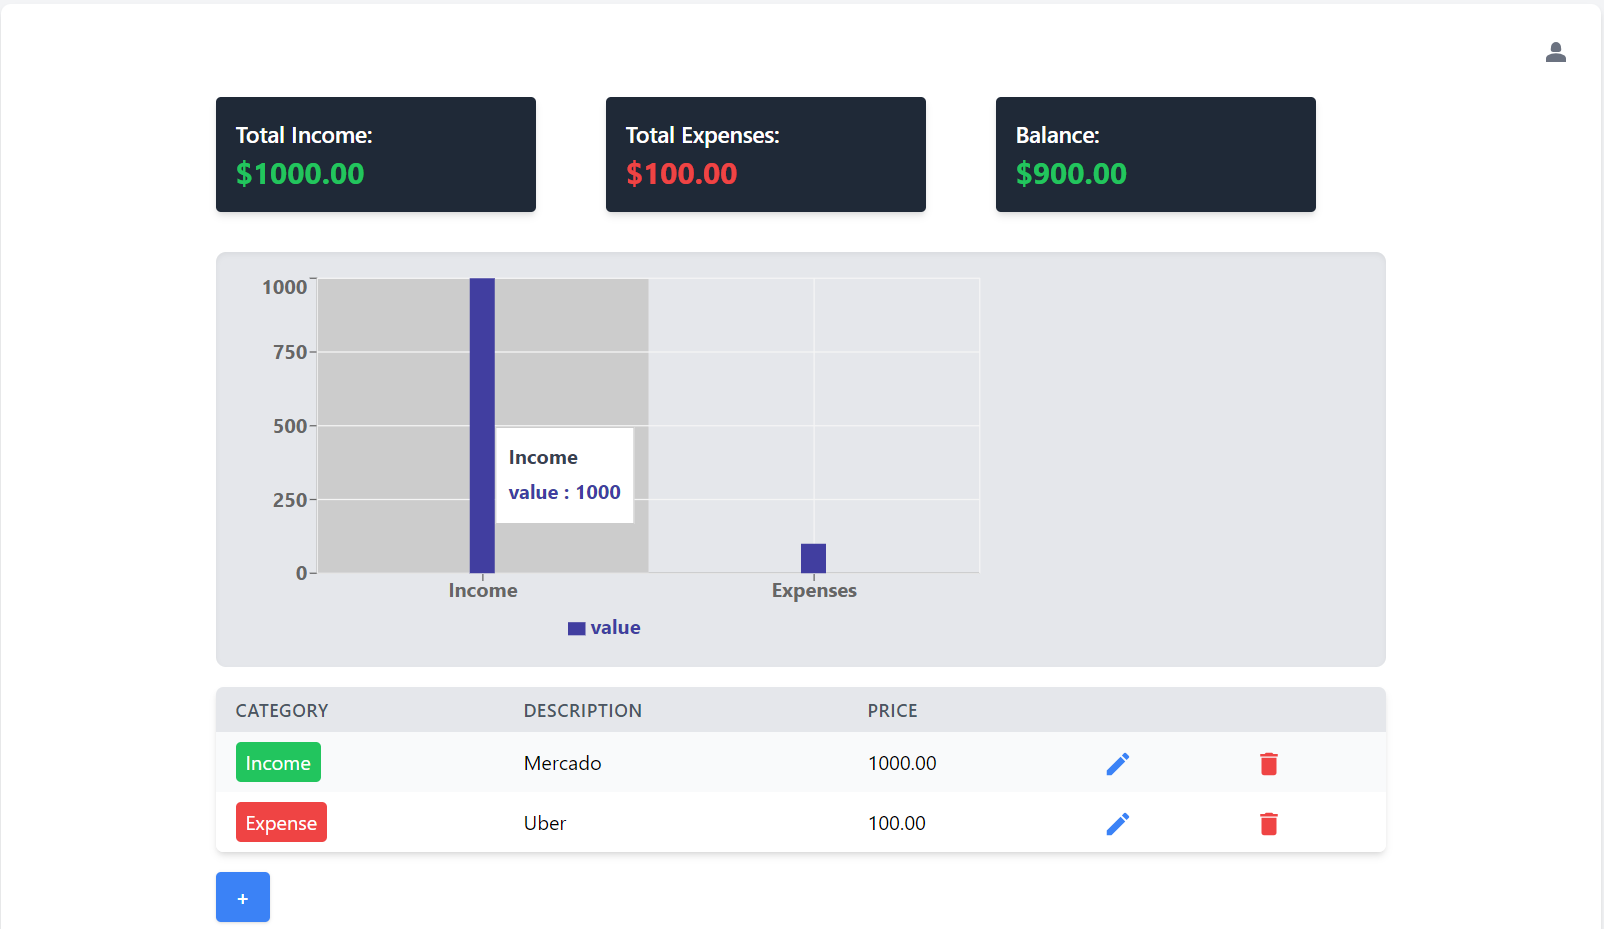 Total Income:
$1000.00
Total Expenses:
$100.00
Balance:
$900.00
1000
750
500
250
0
Income
value : 1000
Income
Expenses
value
CATEGORY DESCRIPTION PRICE
Income Mercado 1000.00
Expense Uber 100.00
+